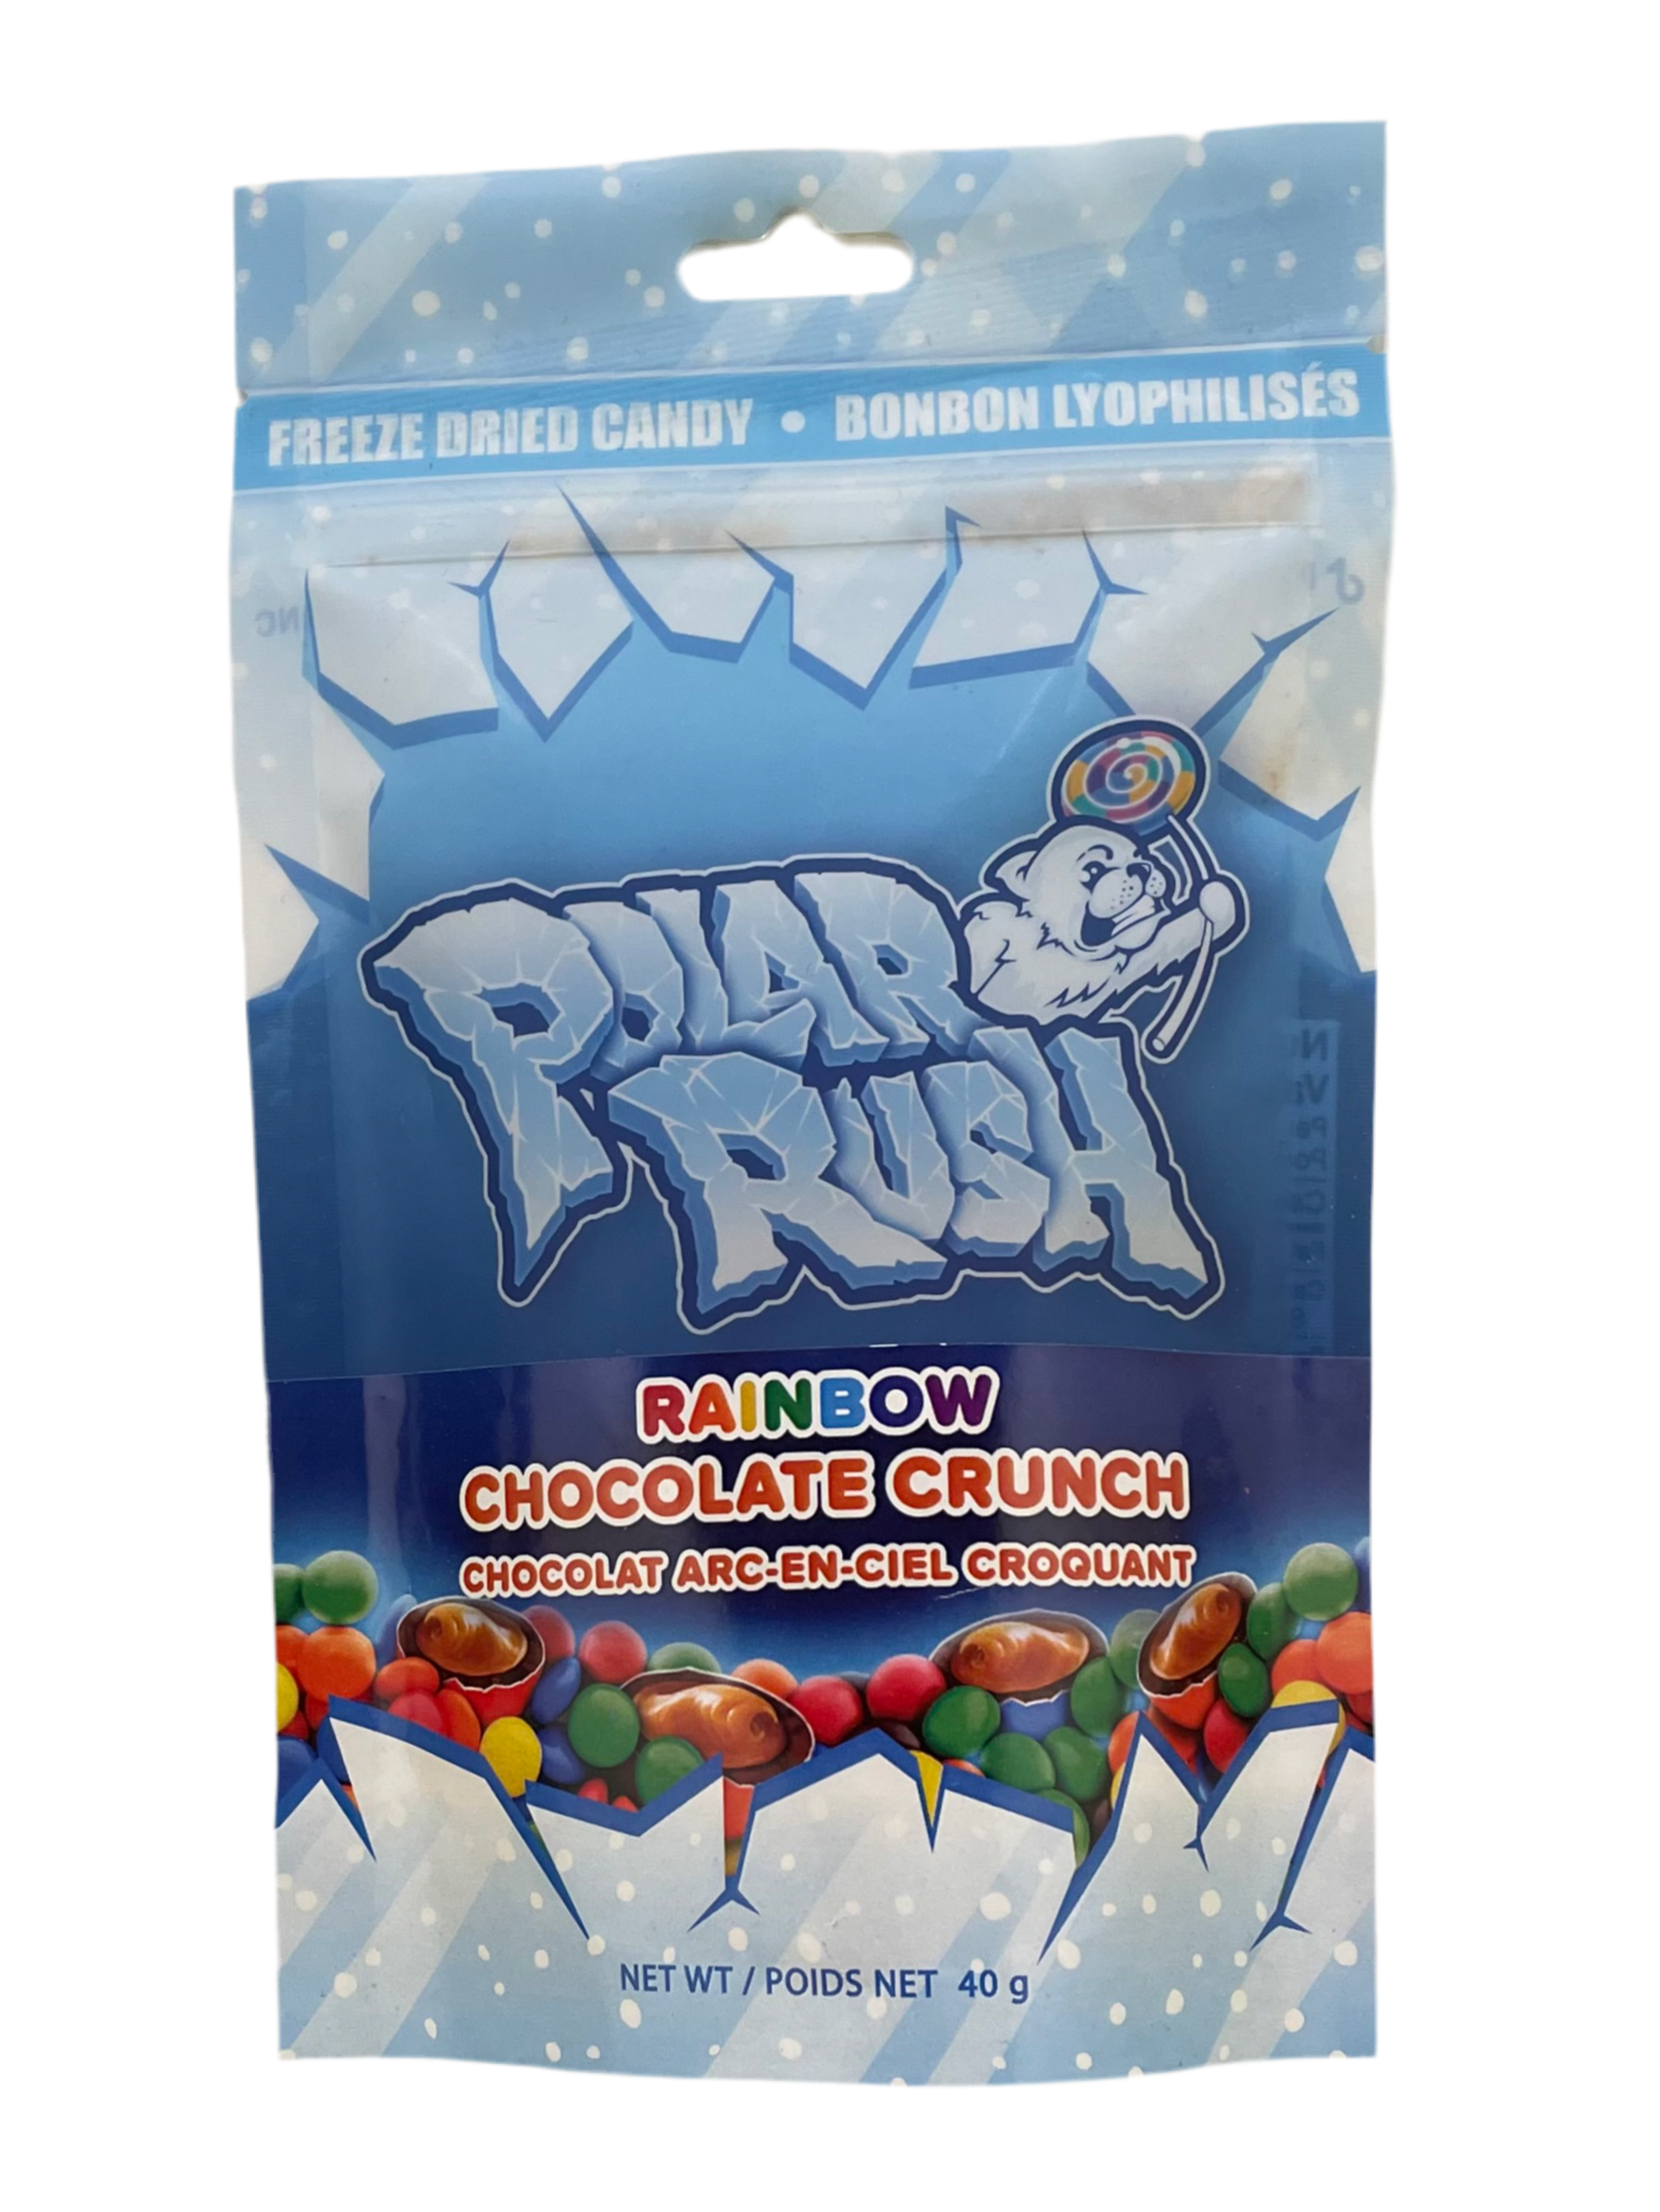 FREEZE DRIED CANDY • BONBON LYOPHILISÉS
POLAR
RUSH
RAINBOW
CHOCOLATE CRUNCH
CHOCOLAT ARC-EN-CIEL CROQUANT
NET WT / POIDS NET 40 g